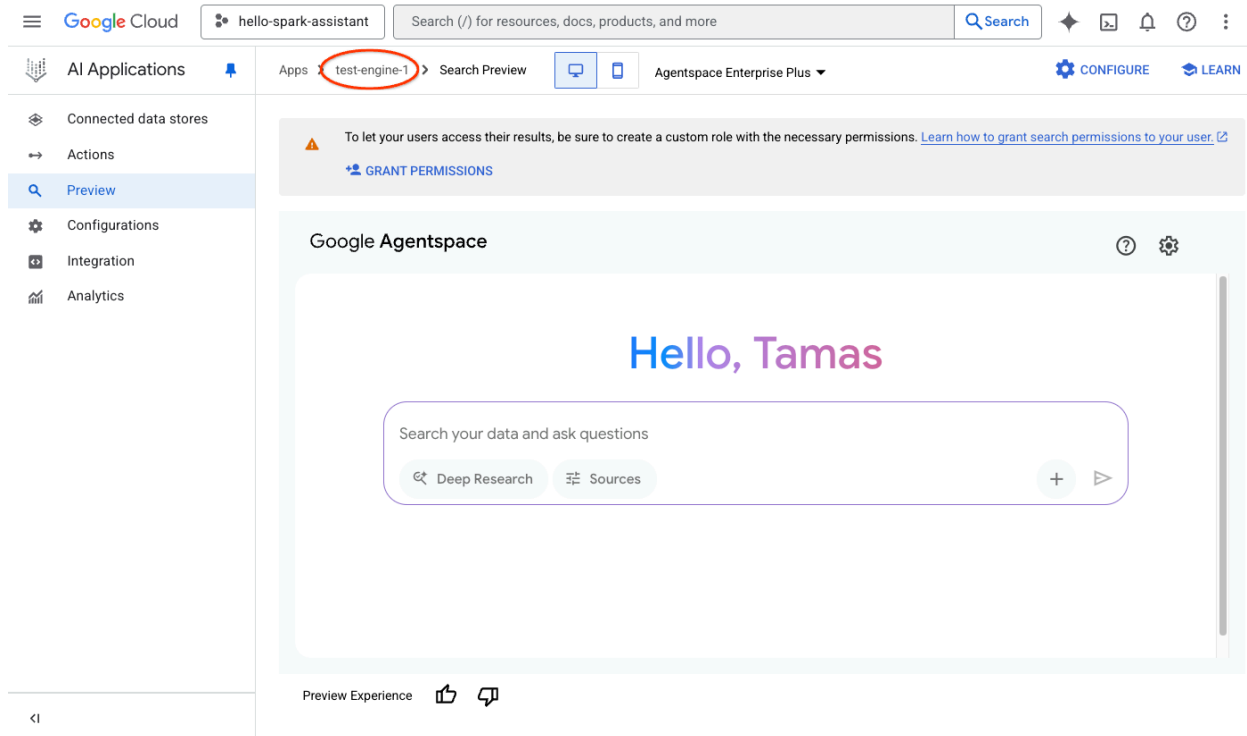 Google Cloud
hello-spark-assistant
Search (/) for resources, docs, products, and more
Search
AI Applications
Apps
test-engine-1
Search Preview
Agentspace Enterprise Plus
CONFIGURE
LEARN
Connected data stores
Actions
Preview
Configurations
Integration
Analytics
To let your users access their results, be sure to create a custom role with the necessary permissions. Learn how to grant search permissions to your user.
GRANT PERMISSIONS
Google Agentspace
Hello, Tamas
Search your data and ask questions
Deep Research
Sources
Preview Experience